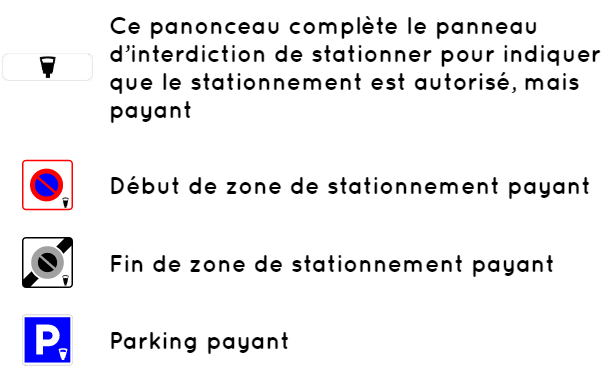 Ce panonceau complète le panneau
d'interdiction de stationner pour indiquer
que le stationnement est autorisé, mais
payant
Début de zone de stationnement payant
Fin de zone de stationnement payant
P
Parking payant